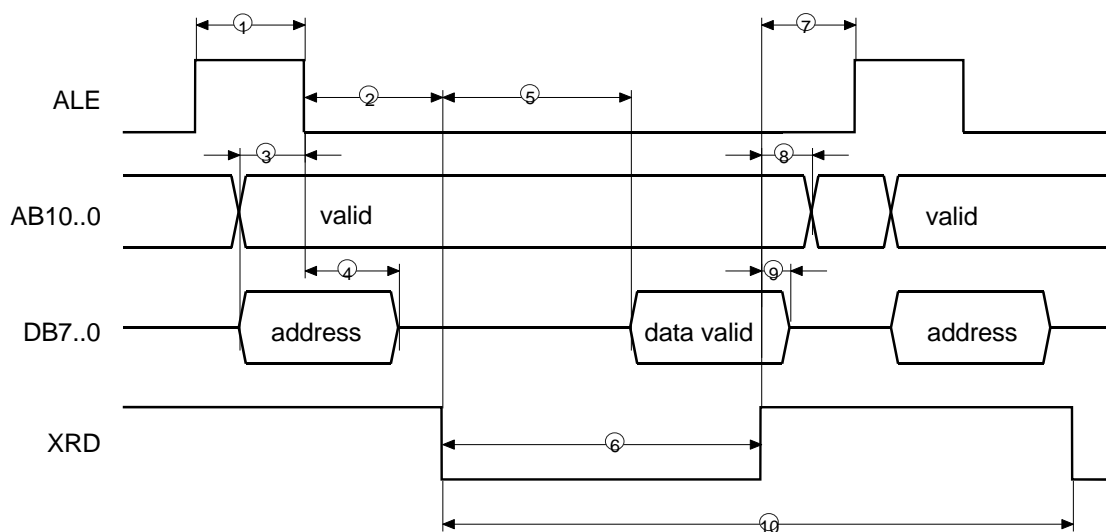 ① ⑦
ALE ② ⑤
③ ⑧
AB10..0 valid valid
④ ⑨
DB7..0 address data valid address
XRD ⑥
⑩